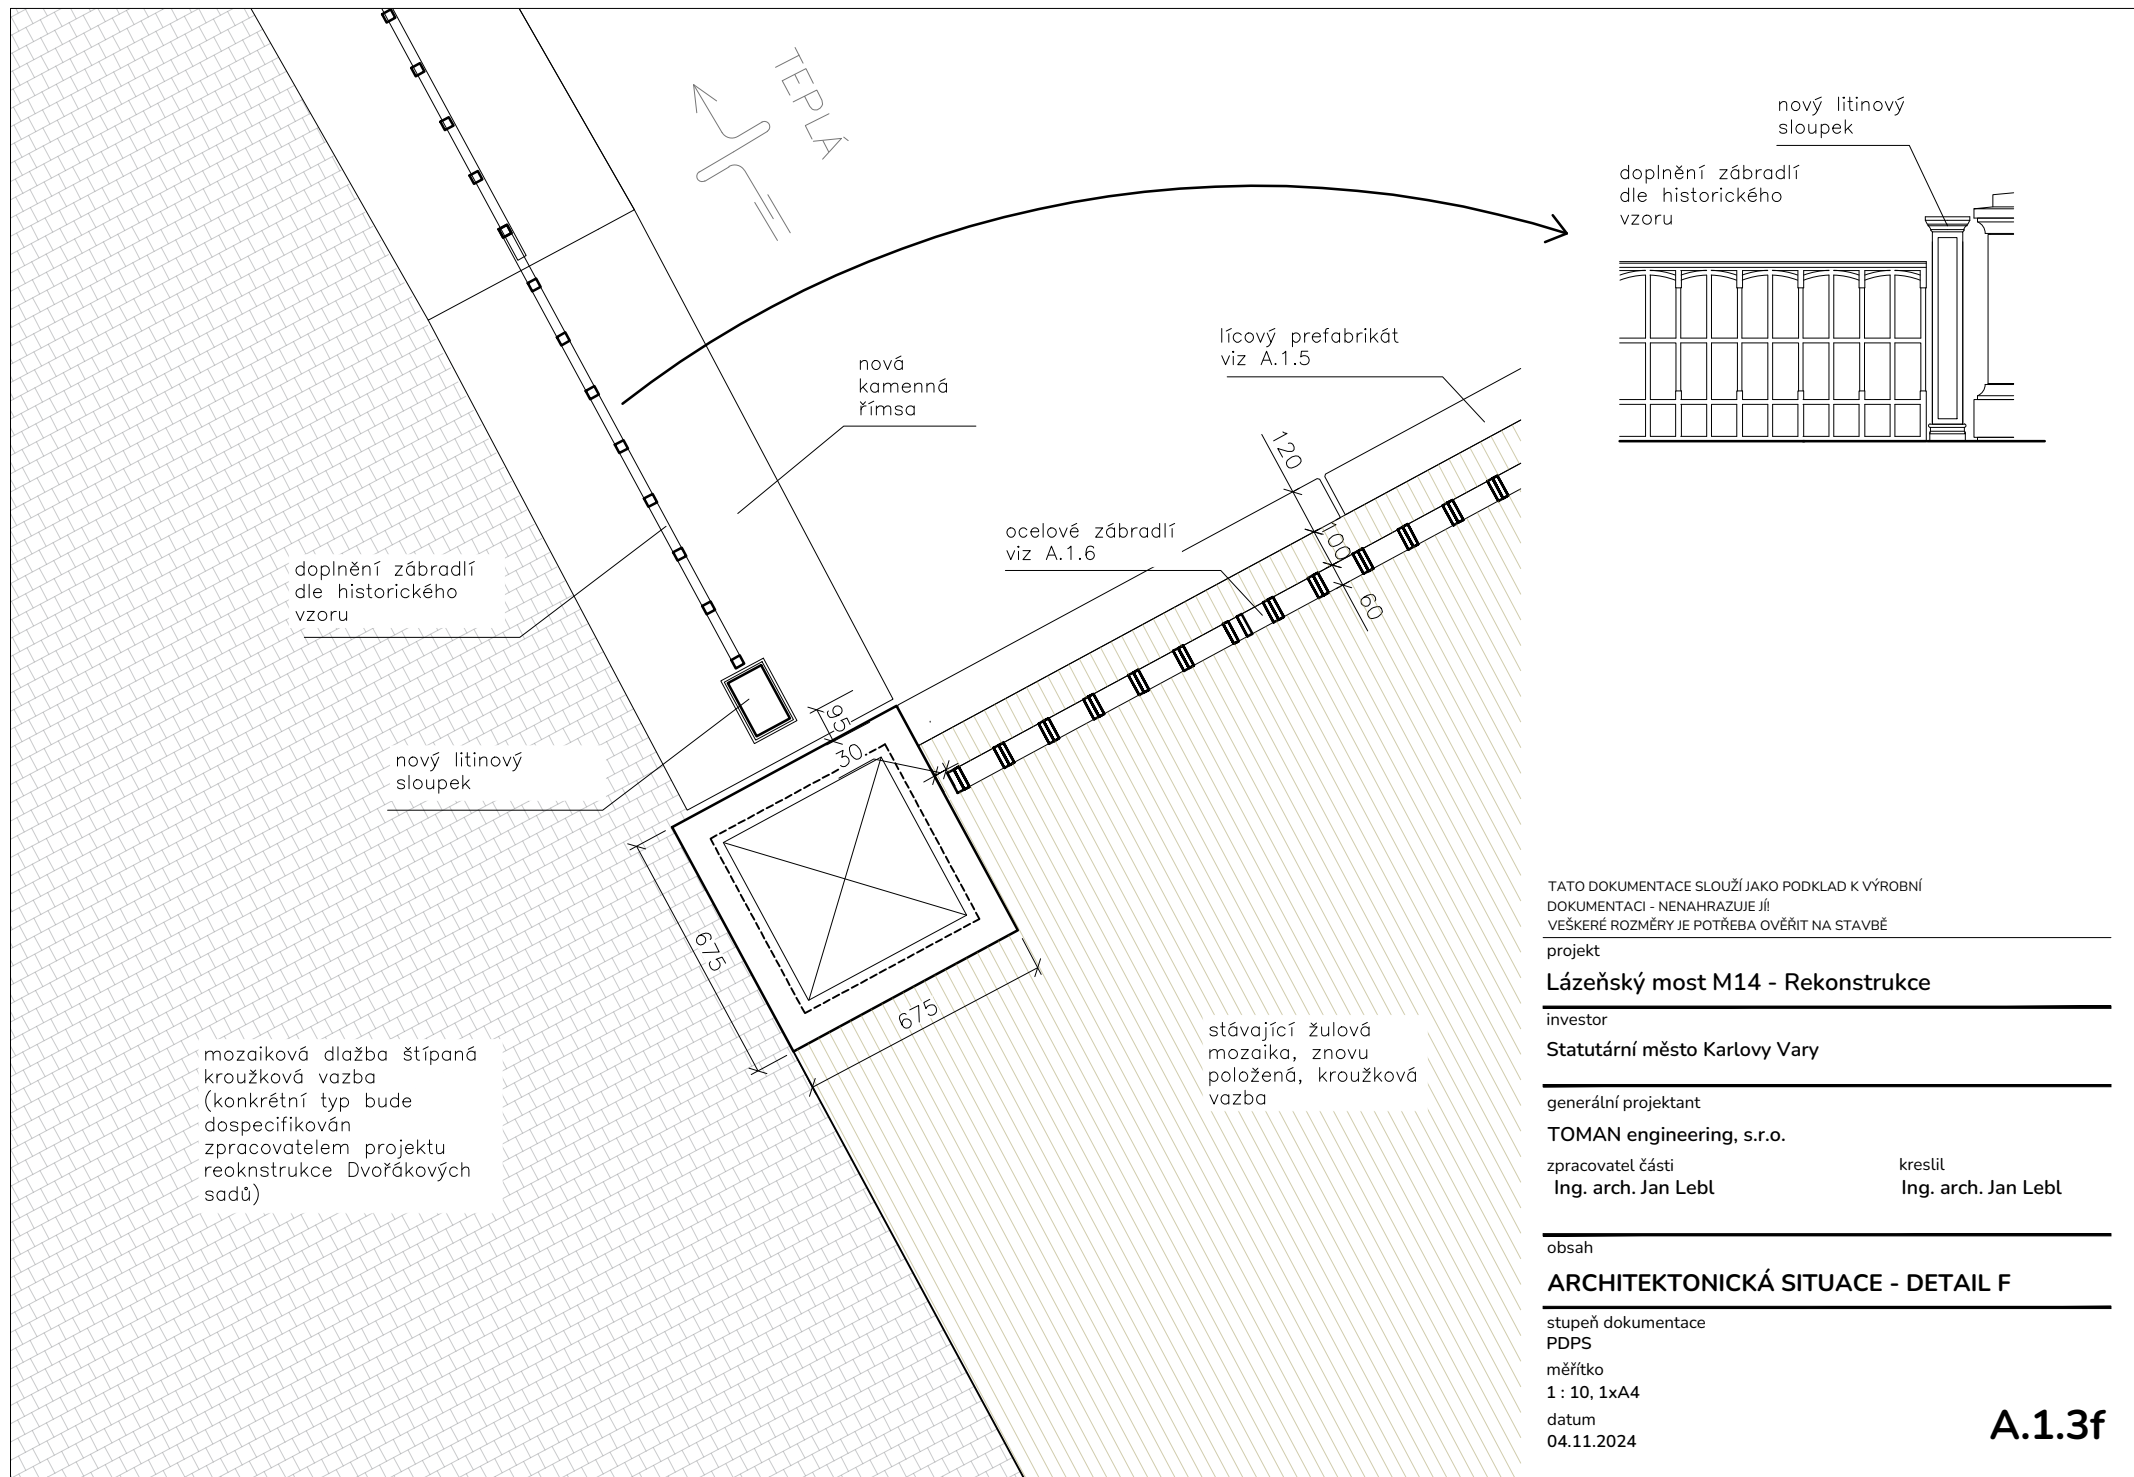 TEPLÁ
nový litinový
sloupek
doplnění zábradlí
dle historického
vzoru
lícový prefabrikát
viz A.1.5
nová
kamenná
římsa
120
100
60
ocelové zábradlí
viz A.1.6
doplnění zábradlí
dle historického
vzoru
95
30
nový litinový
sloupek
675
675
mozaiková dlažba štípaná
kroužková vazba
(konkrétní typ bude
dospecifikován
zpracovatelem projektu
reoknstrukce Dvořákových
sadů)
stávající žulová
mozaika, znovu
položená, kroužková
vazba
TATO DOKUMENTACE SLOUŽÍ JAKO PODKLAD K VÝROBNÍ
DOKUMENTACI - NENAHRAZUJE JÍ!
VEŠKERÉ ROZMĚRY JE POTŘEBA OVĚŘIT NA STAVBĚ
projekt
Lázeňský most M14 - Rekonstrukce
investor
Statutární město Karlovy Vary
generální projektant
TOMAN engineering, s.r.o.
zpracovatel části
Ing. arch. Jan Lebl
kreslil
Ing. arch. Jan Lebl
obsah
ARCHITEKTONICKÁ SITUACE - DETAIL F
stupeň dokumentace
PDPS
měřítko
1 : 10, 1xA4
datum
04.11.2024
A.1.3f